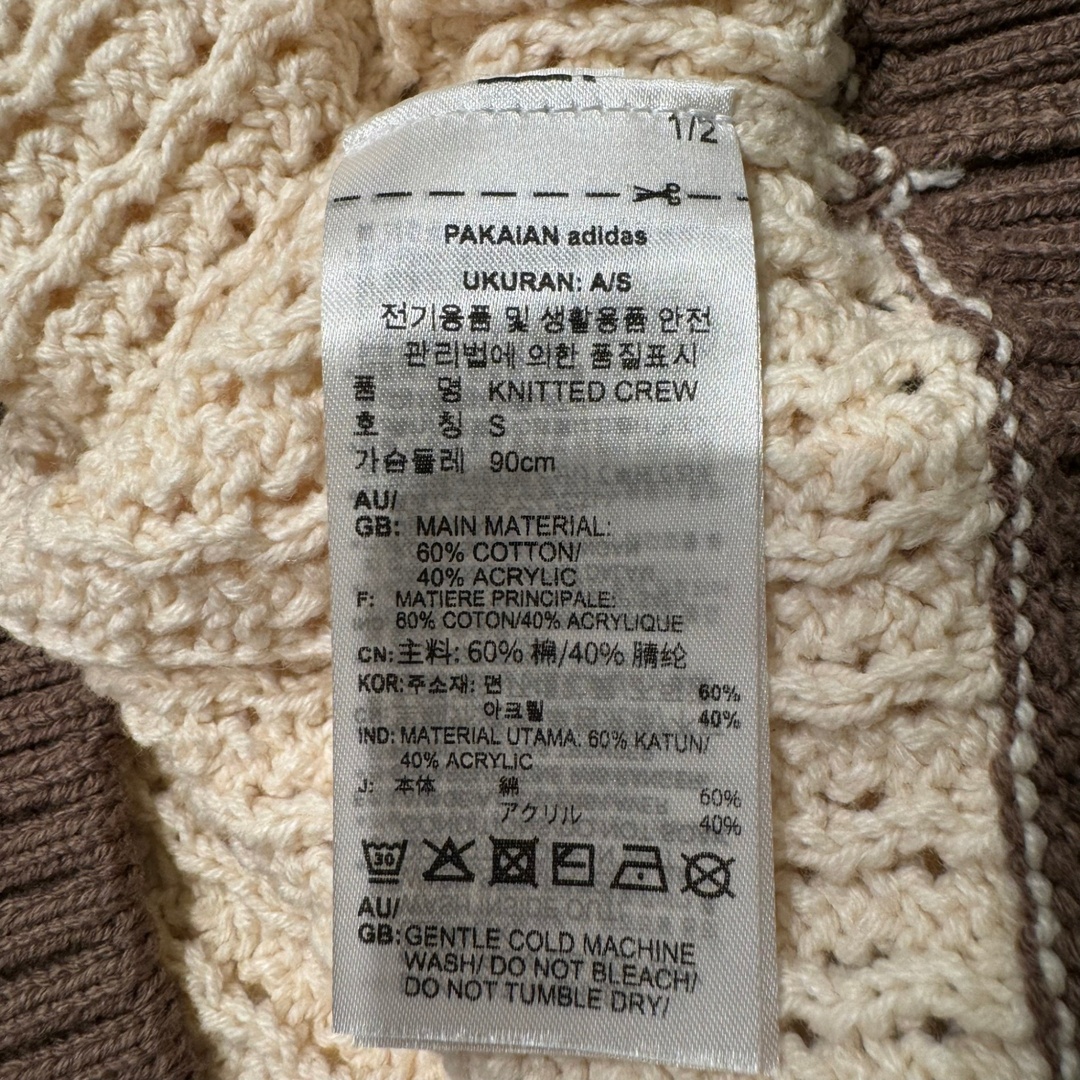 1/2
PAKAIAN adidas
UKURAN: A/S
전기용품 및 생활용품 안전
관리법에 의한 품질표시
품 명 KNITTED CREW
호 칭 S
가슴둘레 90cm
AU/
GB: MAIN MATERIAL:
60% COTTON/
40% ACRYLIC
F: MATIERE PRINCIPALE:
60% COTON/40% ACRYLIQUE
CN: 主料: 60% 棉/40% 腈纶
KOR: 주소재: 면 60%
아크릴 40%
IND: MATERIAL UTAMA: 60% KATUN/
40% ACRYLIC
J: 本体 綿 60%
アクリル 40%
30
AU/
GB: GENTLE COLD MACHINE
WASH/ DO NOT BLEACH/
DO NOT TUMBLE DRY/